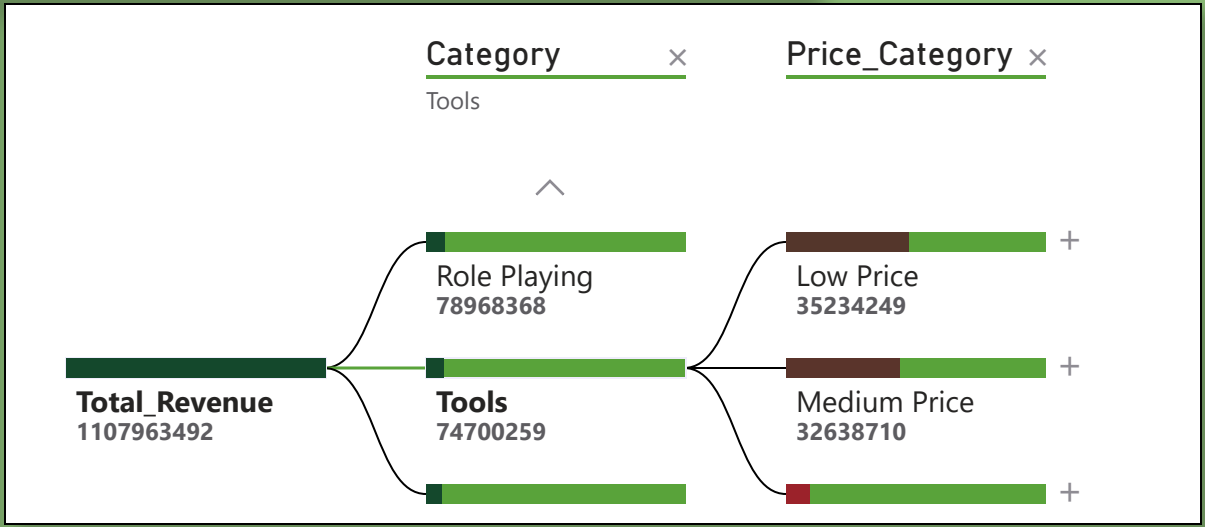 Category
Price_Category
Tools
Role Playing
78968368
Low Price
35234249
Total_Revenue
1107963492
Tools
74700259
Medium Price
32638710